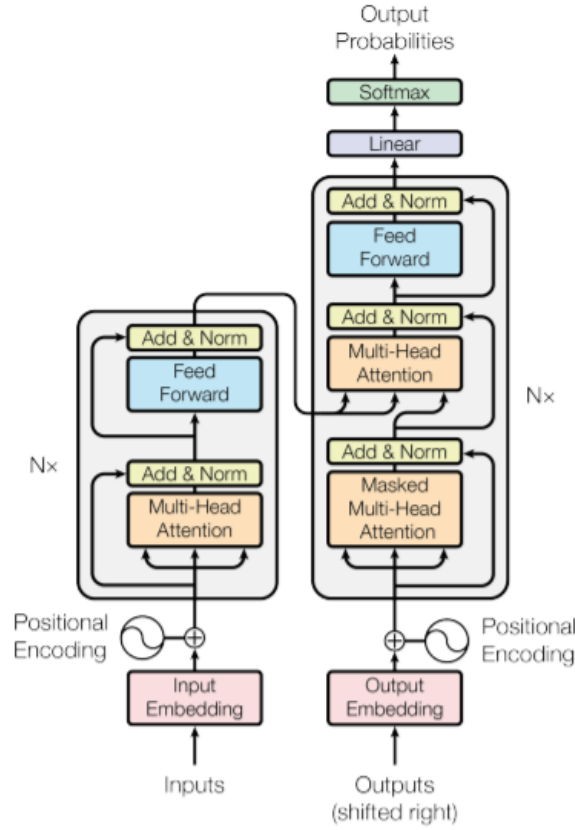 Output
Probabilities
Softmax
Linear
Add & Norm
Feed
Forward
Add & Norm
Multi-Head
Attention
Add & Norm
Masked
Multi-Head
Attention
N×
Add & Norm
Feed
Forward
Add & Norm
Multi-Head
Attention
N×
Positional
Encoding
Positional
Encoding
Input
Embedding
Output
Embedding
Inputs
Outputs
(shifted right)